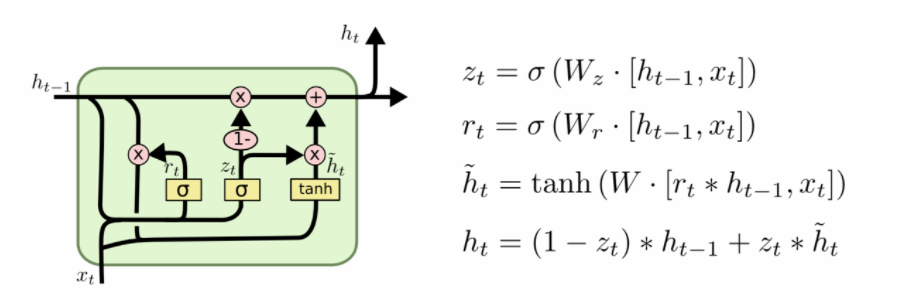 h_t
h_{t-1}
x + 1-
x r_t z_t x h̃_t
σ σ tanh
x_t
z_t = σ (W_z · [h_{t-1}, x_t])
r_t = σ (W_r · [h_{t-1}, x_t])
h̃_t = tanh (W · [r_t * h_{t-1}, x_t])
h_t = (1 − z_t) * h_{t-1} + z_t * h̃_t